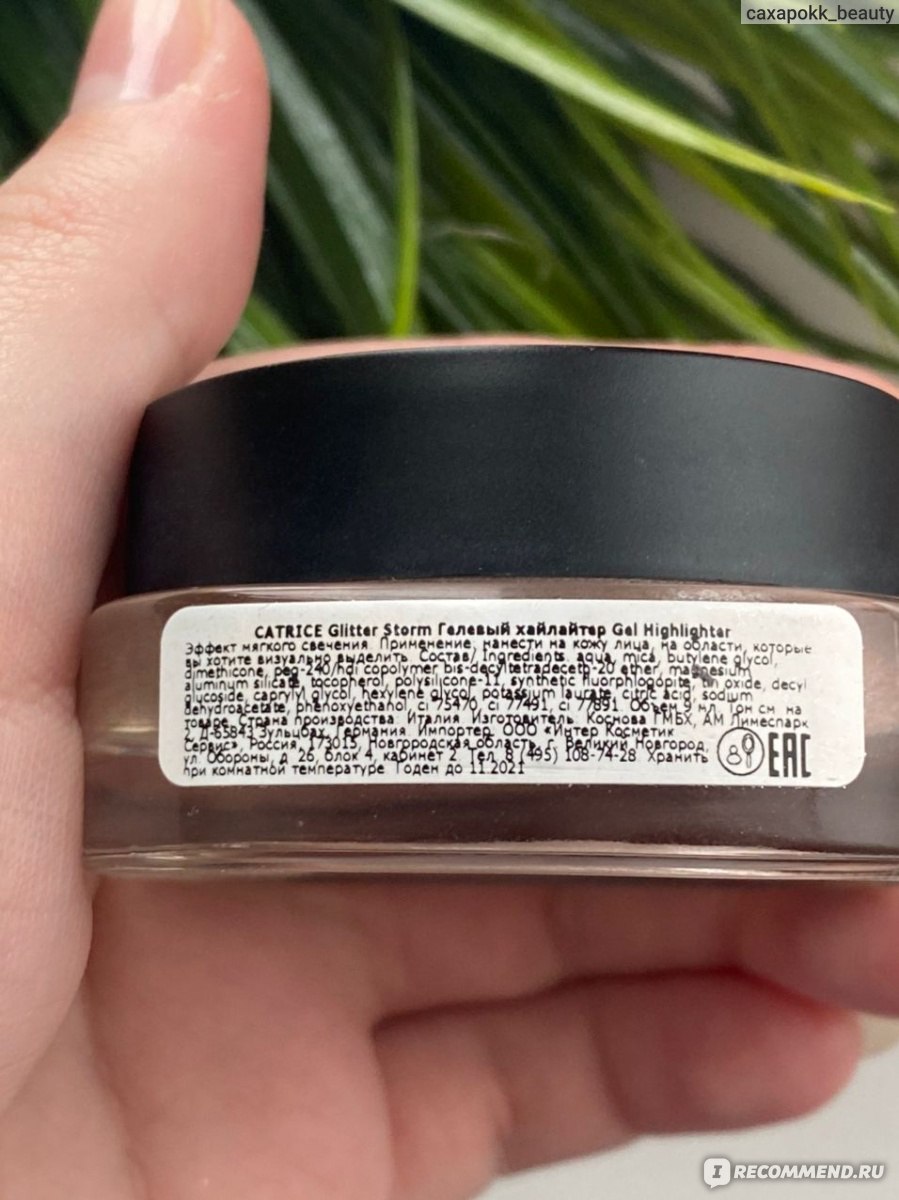 caxapokk_beauty
CATRICE Glitter Storm Гелевый хайлайтер Gel Highlighter
Эффект мягкого свечения. Применение, нанести на кожу лица, на области, которые
вы хотите визуально выделить. Состав/ Ingredients: aqua, mica, butylene glycol,
dimethicone, peg-240/hdi copolymer bis-decyltetradeceth-20 ether, magnesium
aluminum silicate, tocopherol, polysilicone-11, synthetic fluorphlogopite, tin oxide, decyl
glucoside, caprylyl glycol, hexylene glycol, potassium laurate, citric acid, sodium
dehydroacetate, phenoxyethanol, ci 75470, ci 77491, ci 77891. Объем 9 мл. Тон см. на
товаре. Страна производства: Италия. Изготовитель: Коснова ГМБХ, АМ Лимеспарк
2, Д-65843 Зульцбах, Германия. Импортер: ООО «Интер Косметик
Сервис», Россия, 173015, Новгородская область, г. Великий Новгород,
ул. Обороны, д. 26, блок 4, кабинет 2. Тел. 8 (495) 108-74-28. Хранить
при комнатной температуре. Годен до 11.2021
EAC
IRECOMMEND.RU